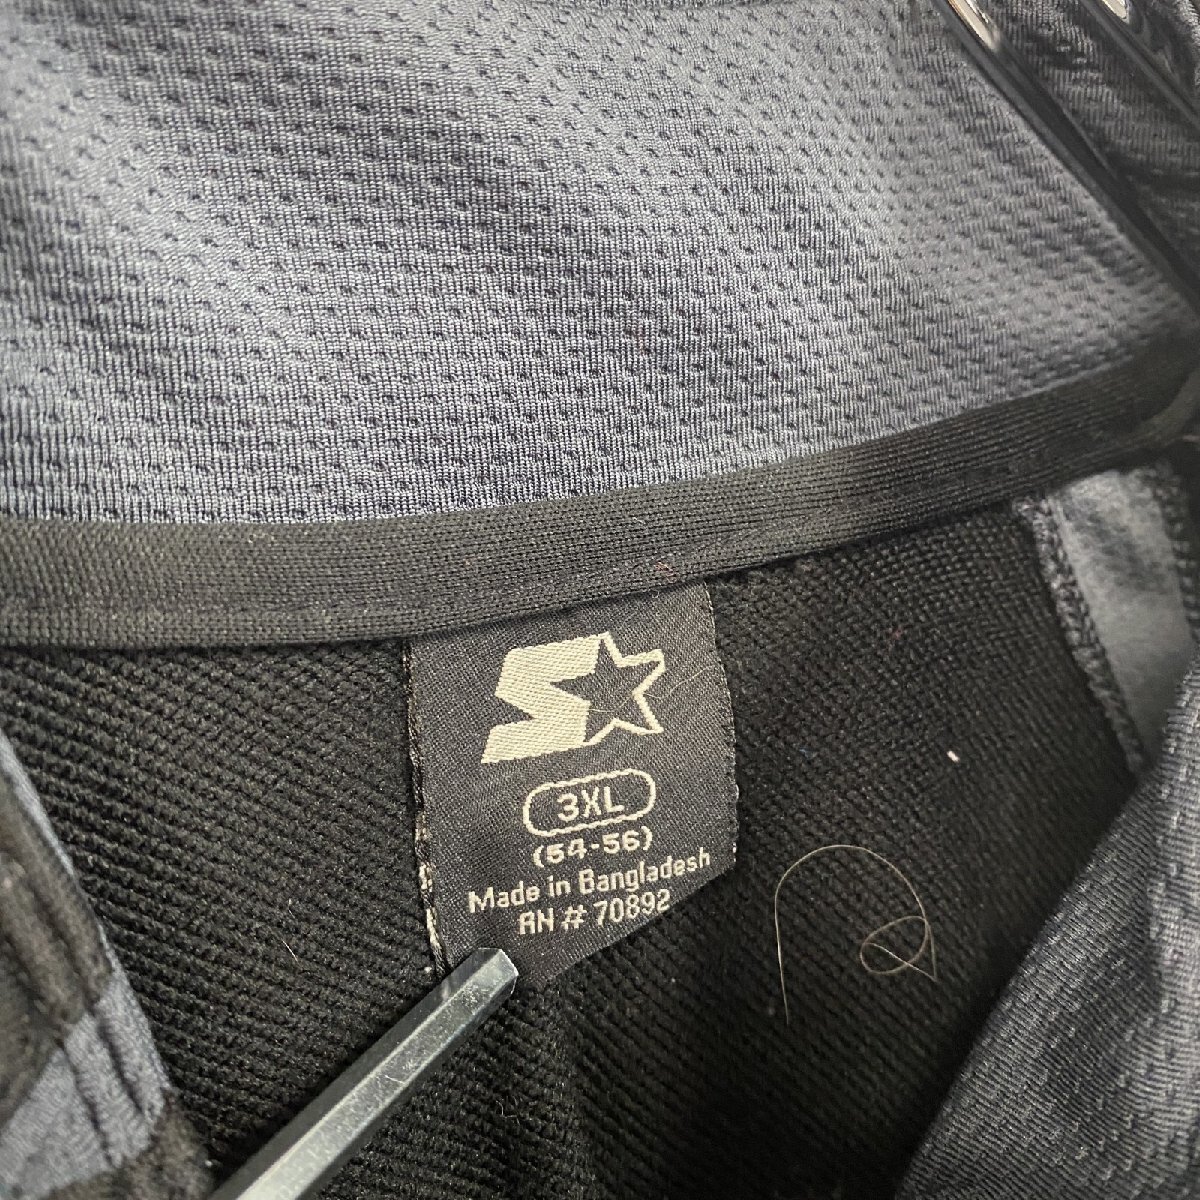 3XL
(54-56)
Made in Bangladesh
RN # 70892